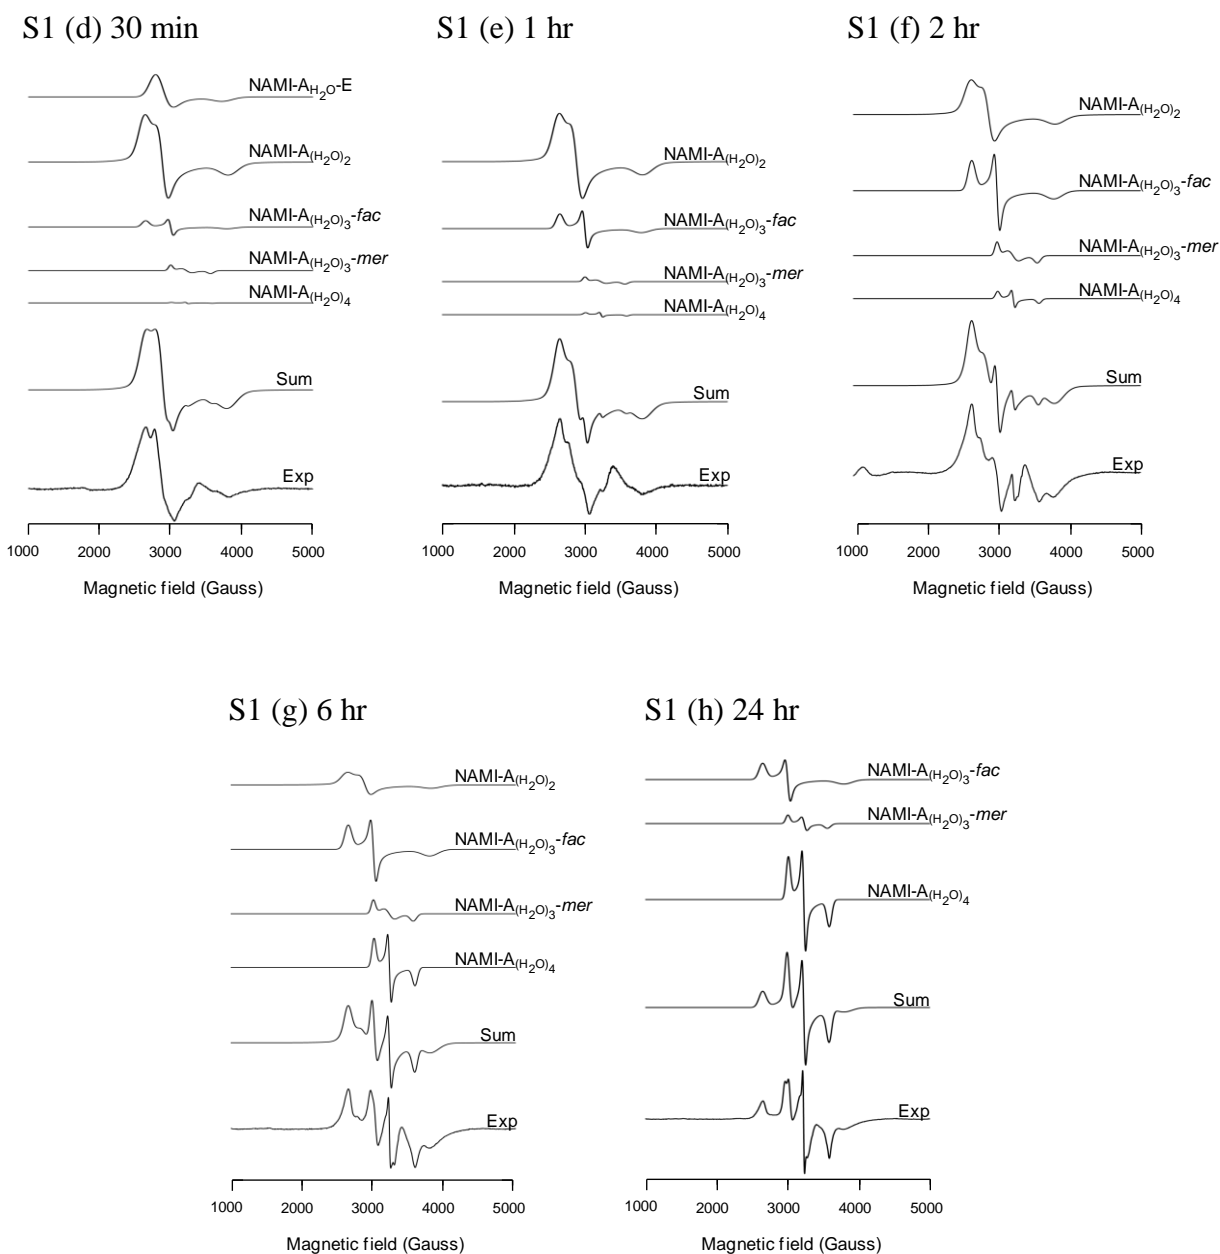 S1 (d) 30 min
NAMI-A H2O-E
NAMI-A (H2O)2
NAMI-A (H2O)3-fac
NAMI-A (H2O)3-mer
NAMI-A (H2O)4
Sum
Exp
1000 2000 3000 4000 5000
Magnetic field (Gauss)
S1 (e) 1 hr
NAMI-A (H2O)2
NAMI-A (H2O)3-fac
NAMI-A (H2O)3-mer
NAMI-A (H2O)4
Sum
Exp
1000 2000 3000 4000 5000
Magnetic field (Gauss)
S1 (f) 2 hr
NAMI-A (H2O)2
NAMI-A (H2O)3-fac
NAMI-A (H2O)3-mer
NAMI-A (H2O)4
Sum
Exp
1000 2000 3000 4000 5000
Magnetic field (Gauss)
S1 (g) 6 hr
NAMI-A (H2O)2
NAMI-A (H2O)3-fac
NAMI-A (H2O)3-mer
NAMI-A (H2O)4
Sum
Exp
1000 2000 3000 4000 5000
Magnetic field (Gauss)
S1 (h) 24 hr
NAMI-A (H2O)3-fac
NAMI-A (H2O)3-mer
NAMI-A (H2O)4
Sum
Exp
1000 2000 3000 4000 5000
Magnetic field (Gauss)